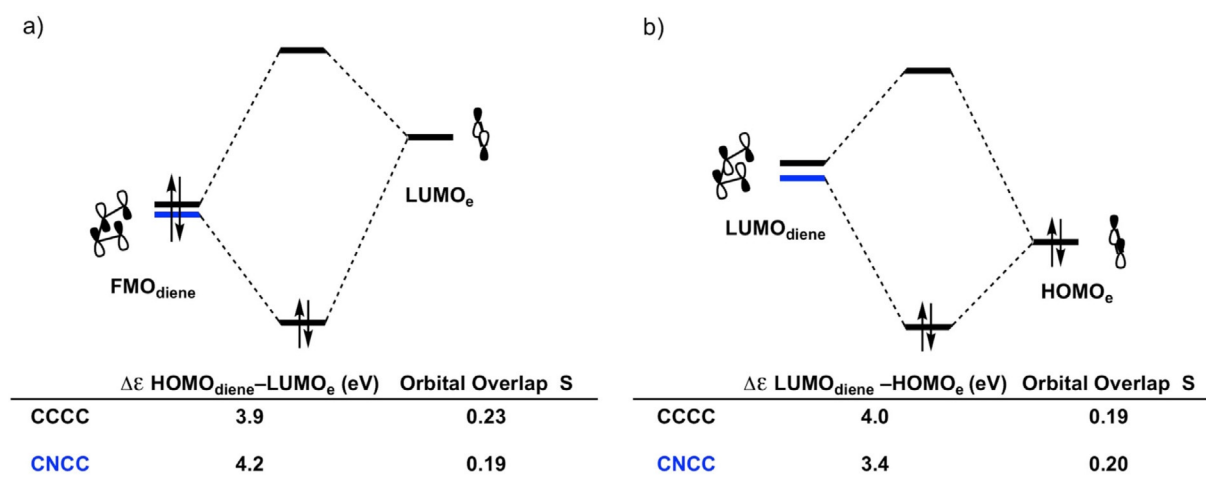 a)
LUMOe
FMOdiene
Δε HOMOdiene–LUMOe (eV) Orbital Overlap S
CCCC 3.9 0.23
CNCC 4.2 0.19
b)
LUMOdiene
HOMOe
Δε LUMOdiene –HOMOe (eV) Orbital Overlap S
CCCC 4.0 0.19
CNCC 3.4 0.20